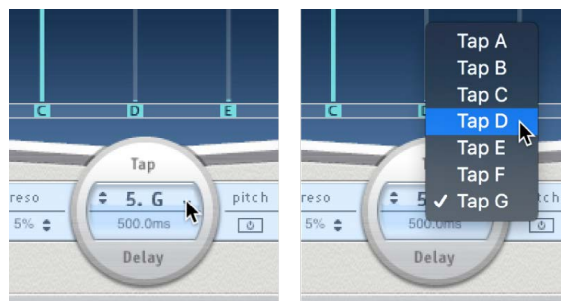 C D E
Tap
reso 5. G ... pitch
5% 500.0ms
Delay
C
Tap A
Tap B
Tap C
Tap D
Tap E
Tap F
✓ Tap G
reso 5. G
5% 500.0ms
Delay